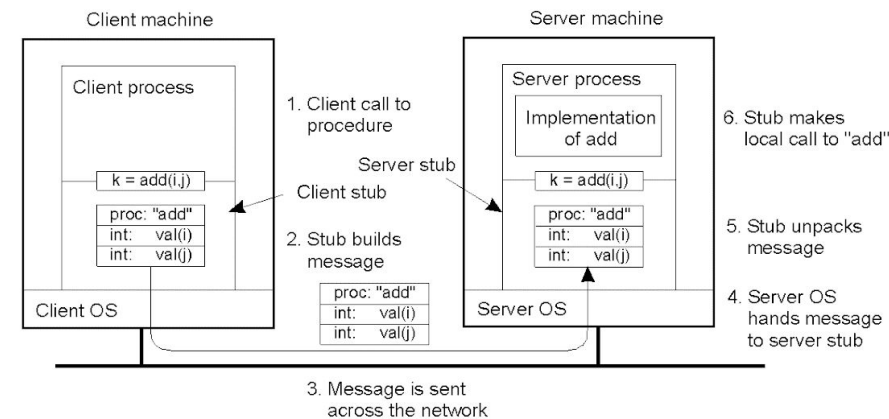 Client machine
Server machine
Client process
1. Client call to
procedure
Server process
Implementation
of add
6. Stub makes
local call to "add"
Server stub
k = add(i,j)
Client stub
k = add(i,j)
proc: "add"
int: val(i)
int: val(j)
2. Stub builds
message
proc: "add"
int: val(i)
int: val(j)
5. Stub unpacks
message
proc: "add"
int: val(i)
int: val(j)
4. Server OS
hands message
to server stub
Client OS
Server OS
3. Message is sent
across the network